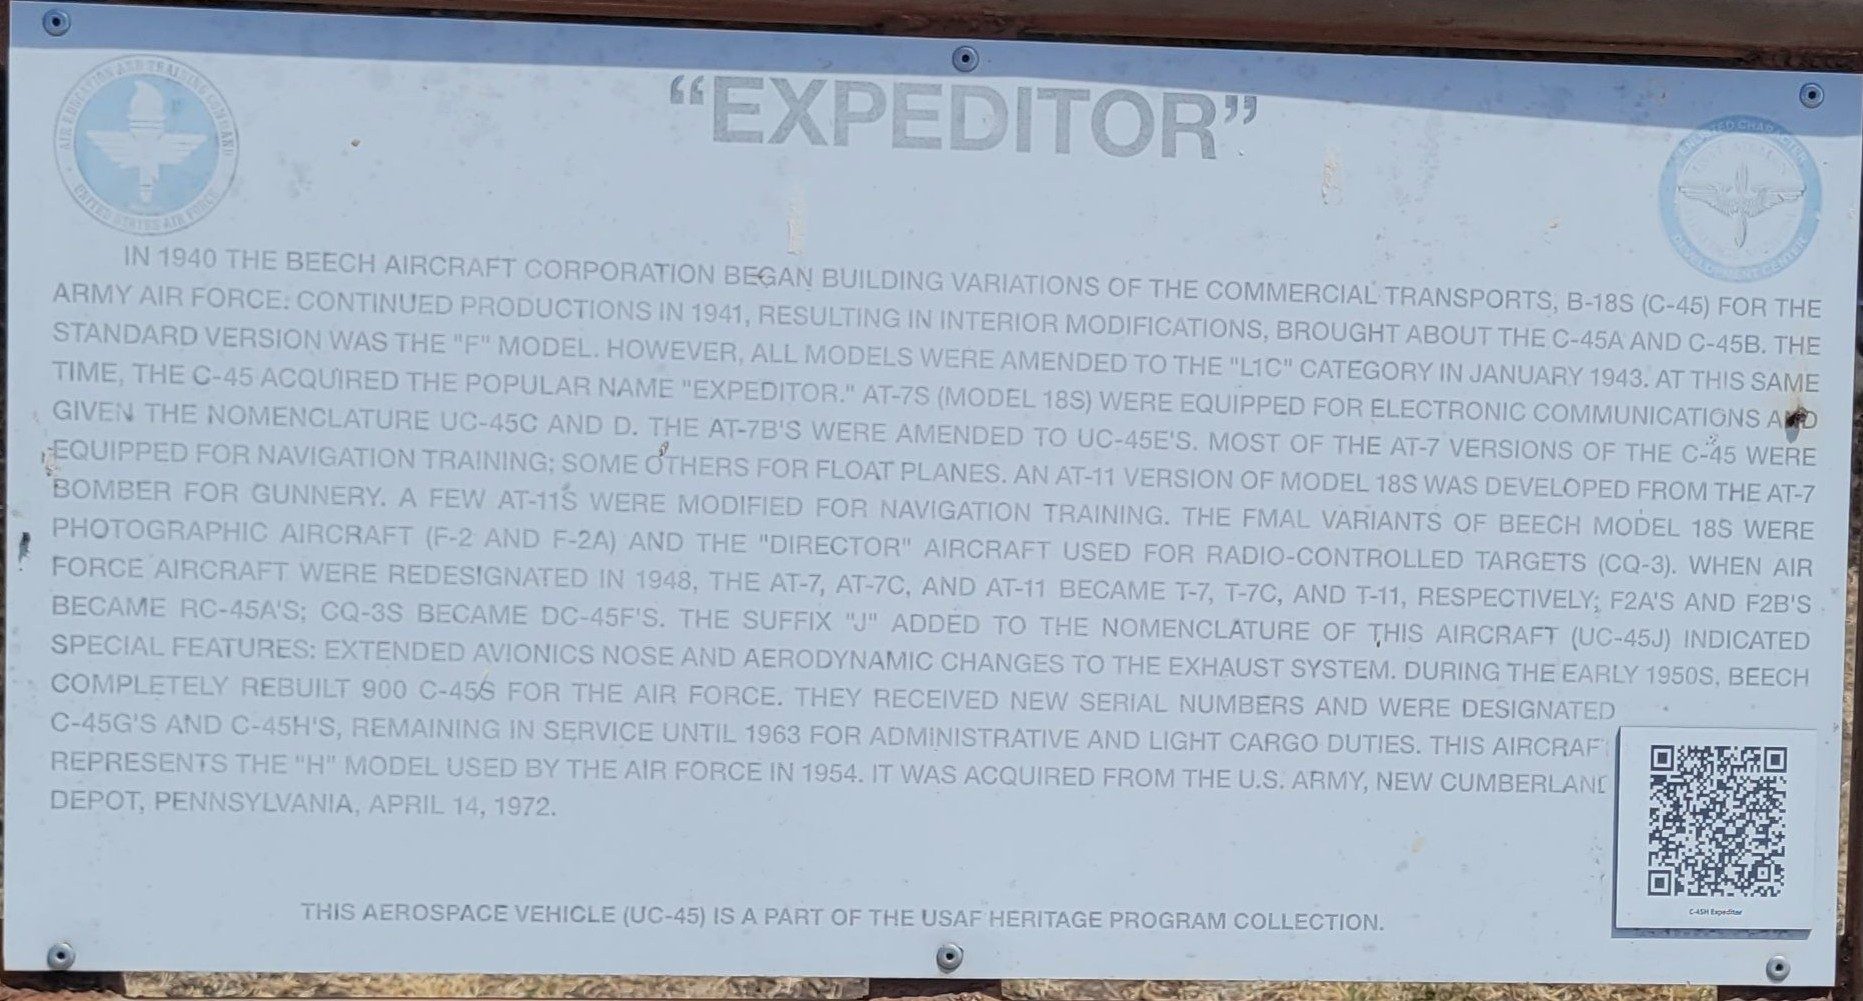 AIR EDUCATION AND TRAINING COMMAND
UNITED STATES AIR FORCE
“EXPEDITOR”
DEVELOPMENT CENTER
IN 1940 THE BEECH AIRCRAFT CORPORATION BEGAN BUILDING VARIATIONS OF THE COMMERCIAL TRANSPORTS, B-18S (C-45) FOR THE
ARMY AIR FORCE: CONTINUED PRODUCTIONS IN 1941, RESULTING IN INTERIOR MODIFICATIONS, BROUGHT ABOUT THE C-45A AND C-45B. THE
STANDARD VERSION WAS THE "F" MODEL. HOWEVER, ALL MODELS WERE AMENDED TO THE "L1C" CATEGORY IN JANUARY 1943. AT THIS SAME
TIME, THE C-45 ACQUIRED THE POPULAR NAME "EXPEDITOR." AT-7S (MODEL 18S) WERE EQUIPPED FOR ELECTRONIC COMMUNICATIONS AND
GIVEN THE NOMENCLATURE UC-45C AND D. THE AT-7B'S WERE AMENDED TO UC-45E'S. MOST OF THE AT-7 VERSIONS OF THE C-45 WERE
EQUIPPED FOR NAVIGATION TRAINING; SOME OTHERS FOR FLOAT PLANES. AN AT-11 VERSION OF MODEL 18S WAS DEVELOPED FROM THE AT-7
BOMBER FOR GUNNERY. A FEW AT-11S WERE MODIFIED FOR NAVIGATION TRAINING. THE FMAL VARIANTS OF BEECH MODEL 18S WERE
PHOTOGRAPHIC AIRCRAFT (F-2 AND F-2A) AND THE "DIRECTOR" AIRCRAFT USED FOR RADIO-CONTROLLED TARGETS (CQ-3). WHEN AIR
FORCE AIRCRAFT WERE REDESIGNATED IN 1948, THE AT-7, AT-7C, AND AT-11 BECAME T-7, T-7C, AND T-11, RESPECTIVELY; F2A'S AND F2B'S
BECAME RC-45A'S; CQ-3S BECAME DC-45F'S. THE SUFFIX "J" ADDED TO THE NOMENCLATURE OF THIS AIRCRAFT (UC-45J) INDICATED
SPECIAL FEATURES: EXTENDED AVIONICS NOSE AND AERODYNAMIC CHANGES TO THE EXHAUST SYSTEM. DURING THE EARLY 1950S, BEECH
COMPLETELY REBUILT 900 C-45S FOR THE AIR FORCE. THEY RECEIVED NEW SERIAL NUMBERS AND WERE DESIGNATED
C-45G'S AND C-45H'S, REMAINING IN SERVICE UNTIL 1963 FOR ADMINISTRATIVE AND LIGHT CARGO DUTIES. THIS AIRCRAFT
REPRESENTS THE "H" MODEL USED BY THE AIR FORCE IN 1954. IT WAS ACQUIRED FROM THE U.S. ARMY, NEW CUMBERLAND
DEPOT, PENNSYLVANIA, APRIL 14, 1972.
C-45H Expeditor
THIS AEROSPACE VEHICLE (UC-45) IS A PART OF THE USAF HERITAGE PROGRAM COLLECTION.